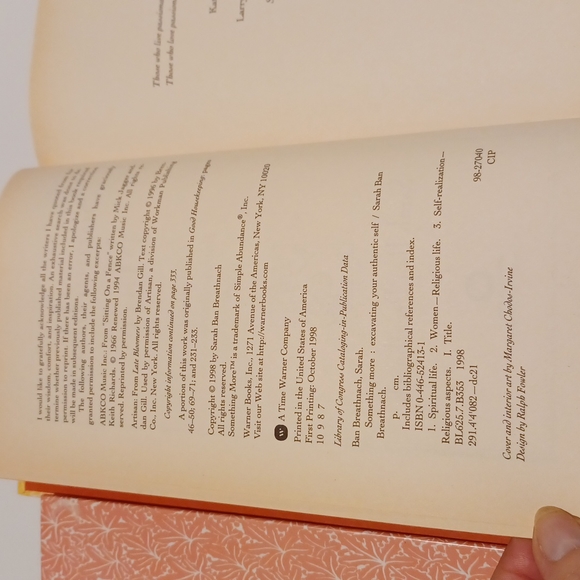 Those who live passiona
Those who love passiona
I would like to gratefully acknowledge all the writers I have quoted
their wisdom, comfort, and inspiration. An exhaustive search was done to
termine whether previously published material included in this book
permission to reprint. If there has been an error, I apologize and a
will be made in subsequent editions.
The following authors, their agents, and publishers have graciously
granted permission to include the following excerpts:
ABKCO Music Inc.: From "Sitting On a Fence" written by Mick Jagger and
Keith Richards. © 1966 Renewed 1994 ABKCO Music Inc. All rights re
served. Reprinted by permission.
Artisan: From Late Bloomers by Brendan Gill. Text copyright © 1996 by Bren-
dan Gill. Used by permission of Artisan, a division of Workman Publishing
Co., Inc. New York. All rights reserved.
Copyright information continued on page 333.
A portion of this work was originally published in Good Housekeeping: pages
46–50; 69–71; and 231–235.
Copyright © 1998 by Sarah Ban Breathnach
All rights reserved.
Something More™ is a trademark of Simple Abundance®, Inc.
Warner Books, Inc., 1271 Avenue of the Americas, New York, NY 10020
Visit our Web site at http://warnerbooks.com
W A Time Warner Company
Printed in the United States of America
First Printing: October 1998
10 9 8 7
Library of Congress Cataloging-in-Publication Data
Ban Breathnach, Sarah.
Something more : excavating your authentic self / Sarah Ban
Breathnach.
p. cm.
Includes bibliographical references and index.
ISBN 0-446-52413-1
1. Spiritual life. 2. Women—Religious life. 3. Self-realization—
Religious aspects. I. Title.
BL625.7.B353 1998
291.4'4'082—dc21 98-27040
CIP
Cover and interior art by Margaret Chodos-Irvine
Design by Ralph Fowler